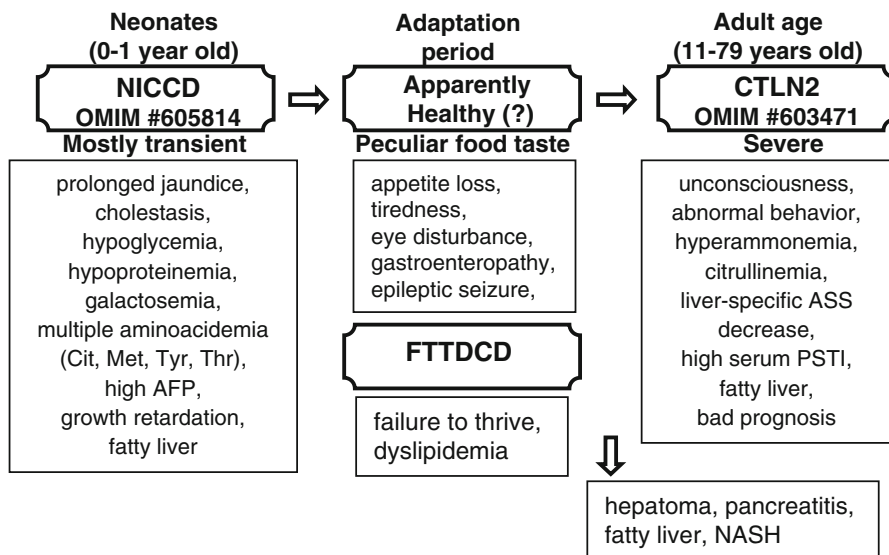 Neonates
(0-1 year old)
NICCD
OMIM #605814
Mostly transient
prolonged jaundice,
cholestasis,
hypoglycemia,
hypoproteinemia,
galactosemia,
multiple aminoacidemia
(Cit, Met, Tyr, Thr),
high AFP,
growth retardation,
fatty liver
Adaptation
period
Apparently
Healthy (?)
Peculiar food taste
appetite loss,
tiredness,
eye disturbance,
gastroenteropathy,
epileptic seizure,
FTTDCD
failure to thrive,
dyslipidemia
Adult age
(11-79 years old)
CTLN2
OMIM #603471
Severe
unconsciousness,
abnormal behavior,
hyperammonemia,
citrullinemia,
liver-specific ASS
decrease,
high serum PSTI,
fatty liver,
bad prognosis
hepatoma, pancreatitis,
fatty liver, NASH